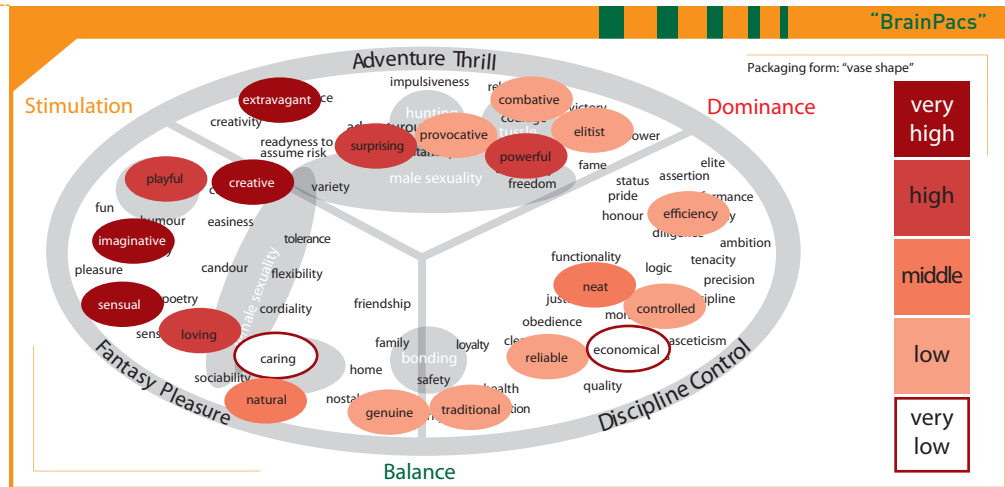 “BrainPacs”
Packaging form: “vase shape”
Adventure Thrill
Stimulation
Dominance
Fantasy Pleasure
Discipline Control
Balance
impulsiveness
extravagant
creativity
combative
victory
hunting
provocative
elitist
tussle
readyness to
assume risk
surprising
powerful
fame
male sexuality
freedom
variety
playful
creative
fun
humour
easiness
imaginative
tolerance
pleasure
candour
flexibility
sensual
poetry
cordiality
loving
caring
sociability
natural
friendship
family
bonding
loyalty
home
safety
genuine
traditional
elite
assertion
status
pride
honour
efficiency
ambition
tenacity
functionality
logic
precision
neat
controlled
obedience
asceticism
reliable
economical
quality
very
high
high
middle
low
very
low